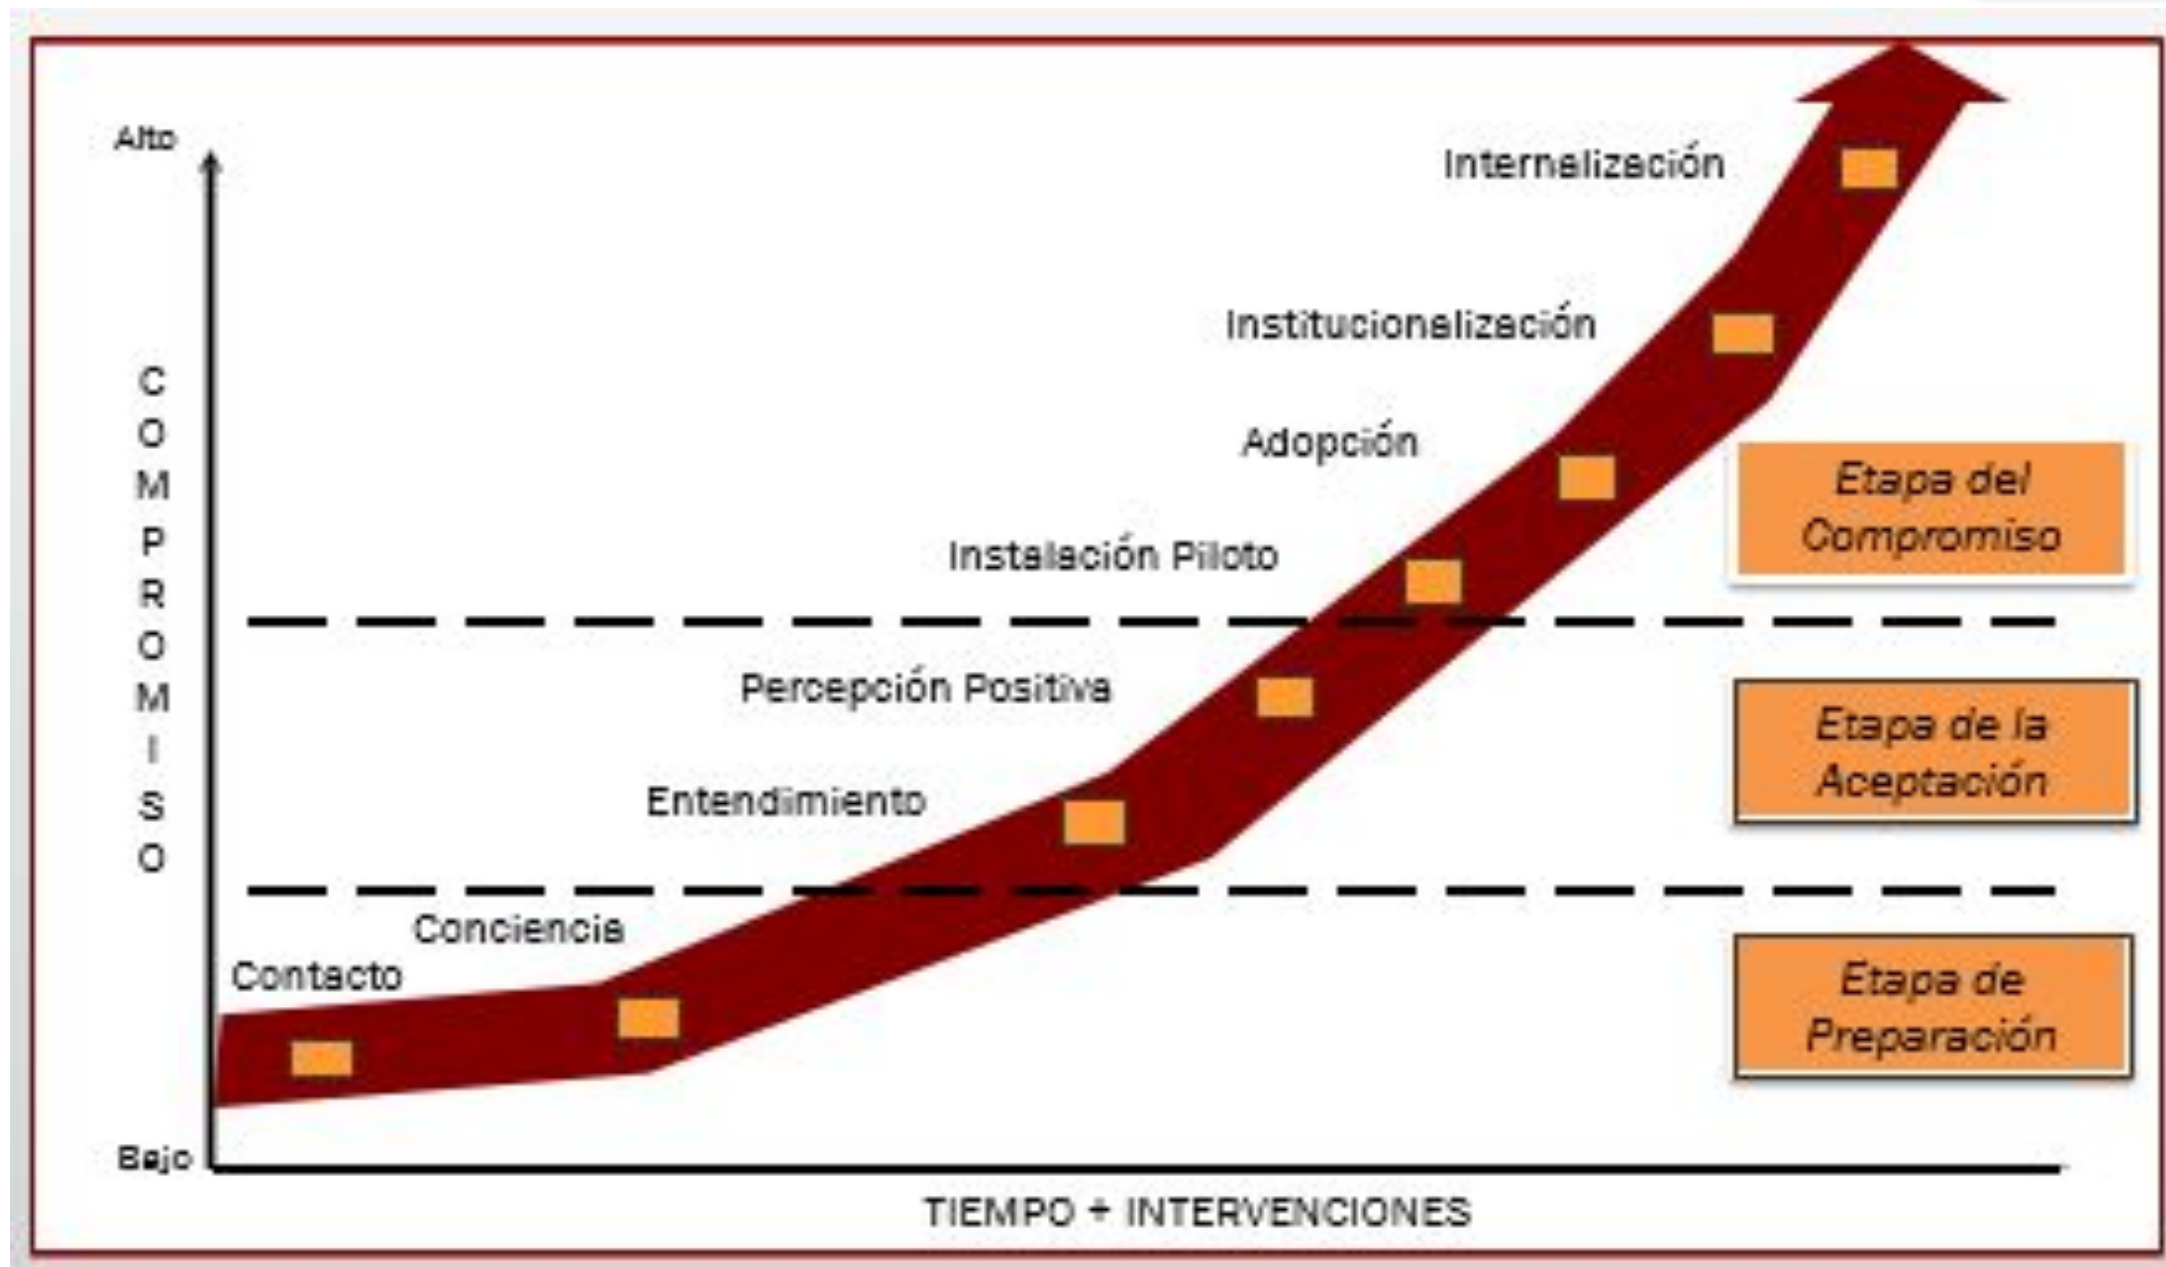 Alto
Internalización
Institucionalización
Adopción
Etapa del
Compromiso
Instalación Piloto
COMPROMISO
Percepción Positiva
Etapa de la
Aceptación
Entendimiento
Conciencia
Contacto
Etapa de
Preparación
Bajo
TIEMPO + INTERVENCIONES